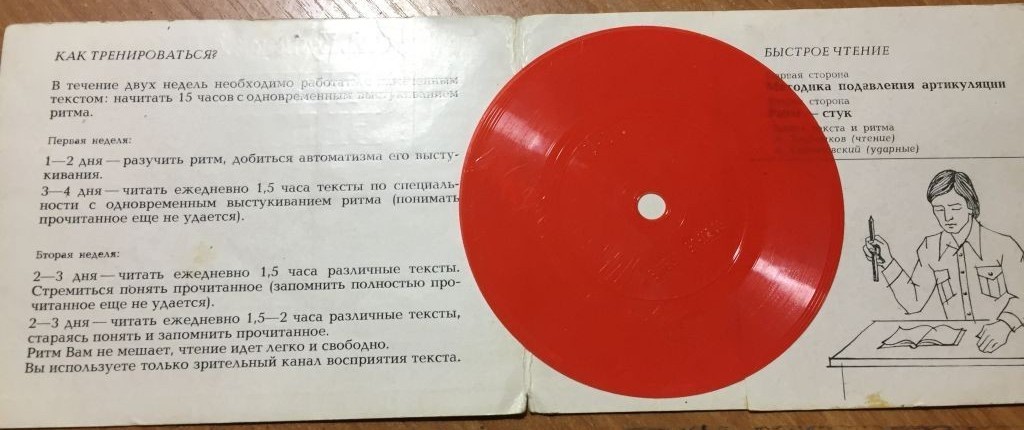 КАК ТРЕНИРОВАТЬСЯ?
В течение двух недель необходимо
текстом: начитать 15 часов с одновременным выстукиванием
ритма.
Первая неделя:
1—2 дня — разучить ритм, добиться автоматизма его высту-
кивания.
3—4 дня — читать ежедневно 1,5 часа тексты по специаль-
ности с одновременным выстукиванием ритма (понимать
прочитанное еще не удается).
Вторая неделя:
2—3 дня — читать ежедневно 1,5 часа различные тексты.
Стремиться понять прочитанное (запомнить полностью про-
читанное еще не удается).
2—3 дня — читать ежедневно 1,5—2 часа различные тексты,
стараясь понять и запомнить прочитанное.
Ритм Вам не мешает, чтение идет легко и свободно.
Вы используете только зрительный канал восприятия текста.
БЫСТРОЕ ЧТЕНИЕ
сторона
Методика подавления артикуляции
сторона
— стук
и ритма
(чтение)
(ударные)